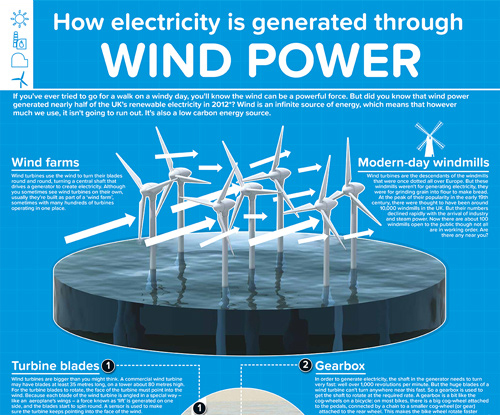 How electricity is generated through
WIND POWER
If you've ever tried to go for a walk on a windy day, you'll know the wind can be a powerful force. But did you know that wind power
generated nearly half of the UK's renewable electricity in 2012*? Wind is an infinite source of energy, which means that however
much we use, it isn't going to run out. It's also a low carbon energy source.
Wind farms
Wind turbines use the wind to turn their blades
round and round, turning a central shaft that
drives a generator to create electricity. Although
you sometimes see wind turbines on their own,
usually they're built as part of a 'wind farm',
sometimes with many hundreds of turbines
operating in one place.
Modern-day windmills
Wind turbines are the descendants of the windmills
that were once dotted all over Europe. But these
windmills weren't for generating electricity, they
were for grinding grain into flour to make bread.
At the peak of their popularity in the early 19th
century, there were thought to have been around
10,000 windmills in the UK. But their numbers
declined rapidly with the arrival of industry
and steam power. Now there are about 100
windmills open to the public though not all
are in working order. Are
there any near you?
Turbine blades 1
Wind turbines are bigger than you might think. A commercial wind turbine
may have blades at least 35 metres long, on a tower about 80 metres high.
For the turbine blades to rotate, the face of the turbine must point into the
wind. Because each blade of the wind turbine is angled in a special way –
like an aeroplane's wings – a force known as 'lift' is generated on one
side, and the blades start to spin round. A sensor is used to make
sure the turbine keeps pointing into the face of the wind
1
2 Gearbox
In order to generate electricity, the shaft in the generator needs to turn
very fast: well over 1,000 revolutions per minute. But the huge blades of a
wind turbine can't turn anywhere near this fast. So a gearbox is used to
get the shaft to rotate at the required rate. A gearbox is a bit like the
cog-wheels on a bicycle: on most bikes, there is a big cog-wheel attached
to the pedals, connected by a chain to a smaller cog-wheel (or gear)
attached to the rear wheel. This makes the bike wheel rotate faster